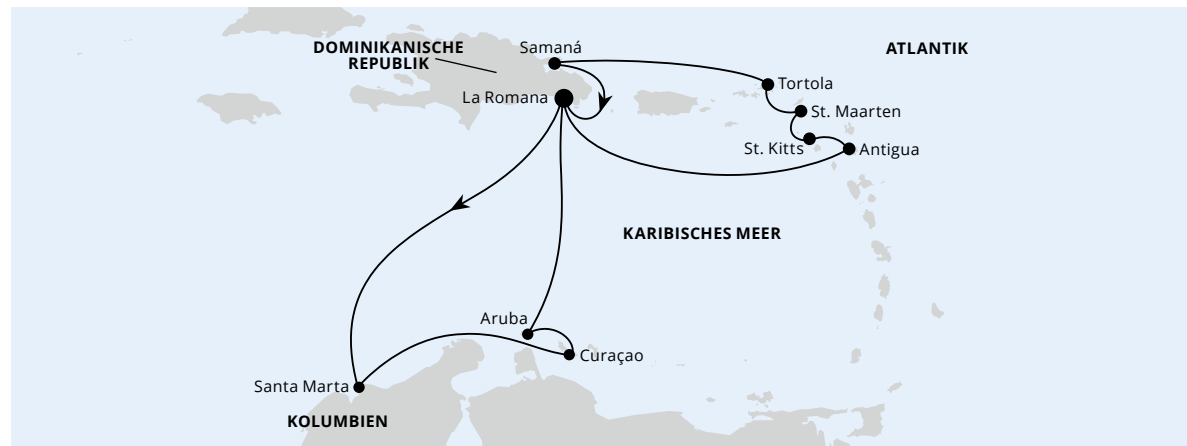 DOMINIKANISCHE
REPUBLIK
Samaná
ATLANTIK
La Romana
Tortola
St. Maarten
St. Kitts
Antigua
KARIBISCHES MEER
Aruba
Curaçao
Santa Marta
KOLUMBIEN